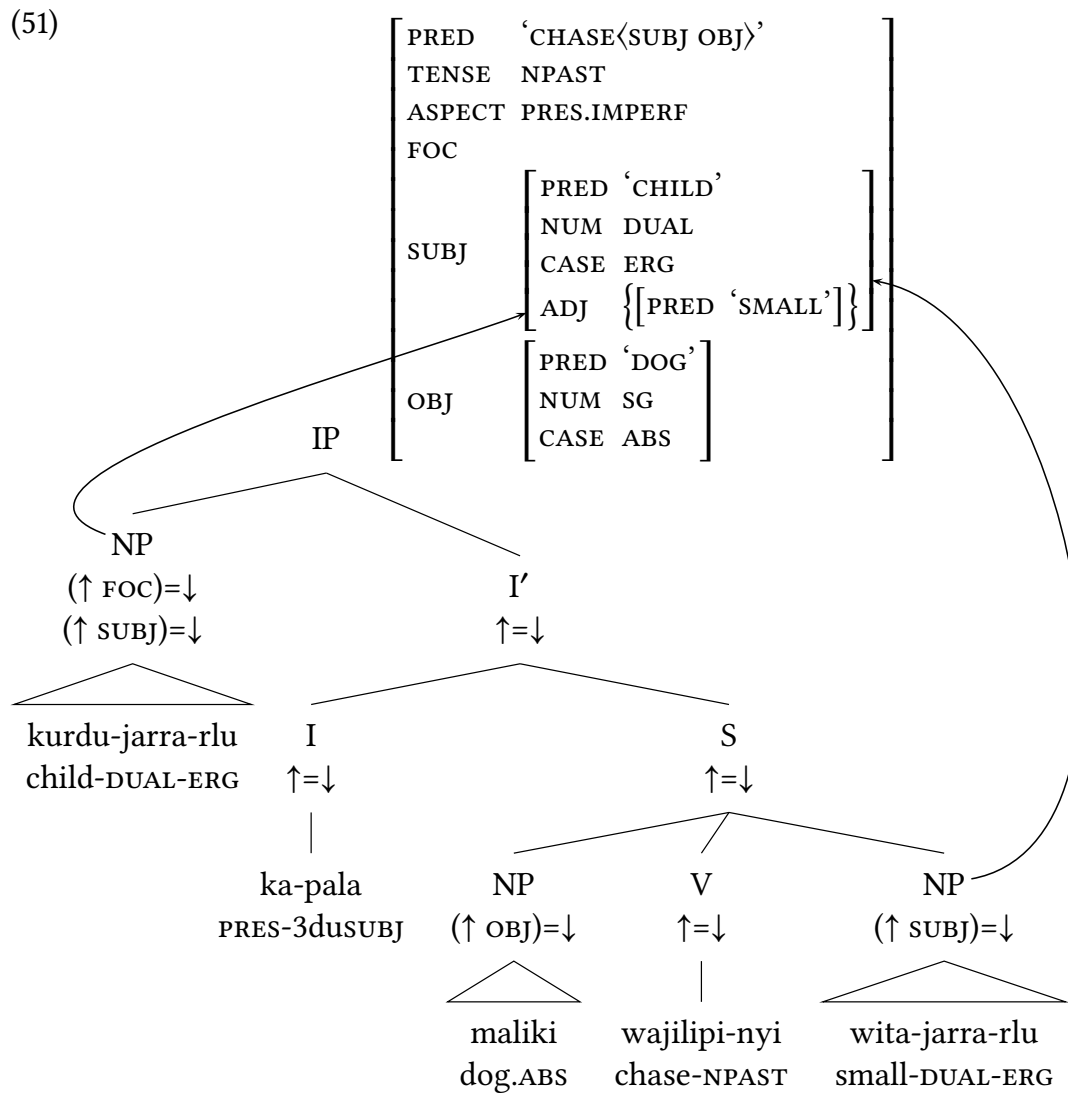 (51)
PRED ‘CHASE⟨SUBJ OBJ⟩’
TENSE NPAST
ASPECT PRES.IMPERF
FOC
PRED ‘CHILD’
NUM DUAL
SUBJ
CASE ERG
ADJ {[PRED ‘SMALL’]}
PRED ‘DOG’
OBJ NUM SG
CASE ABS
IP
NP
(↑ FOC)=↓ I′
(↑ SUBJ)=↓ ↑=↓
kurdu-jarra-rlu I S
child-DUAL-ERG ↑=↓ ↑=↓
ka-pala NP V NP
PRES-3duSUBJ (↑ OBJ)=↓ ↑=↓ (↑ SUBJ)=↓
maliki wajilipi-nyi wita-jarra-rlu
dog.ABS chase-NPAST small-DUAL-ERG